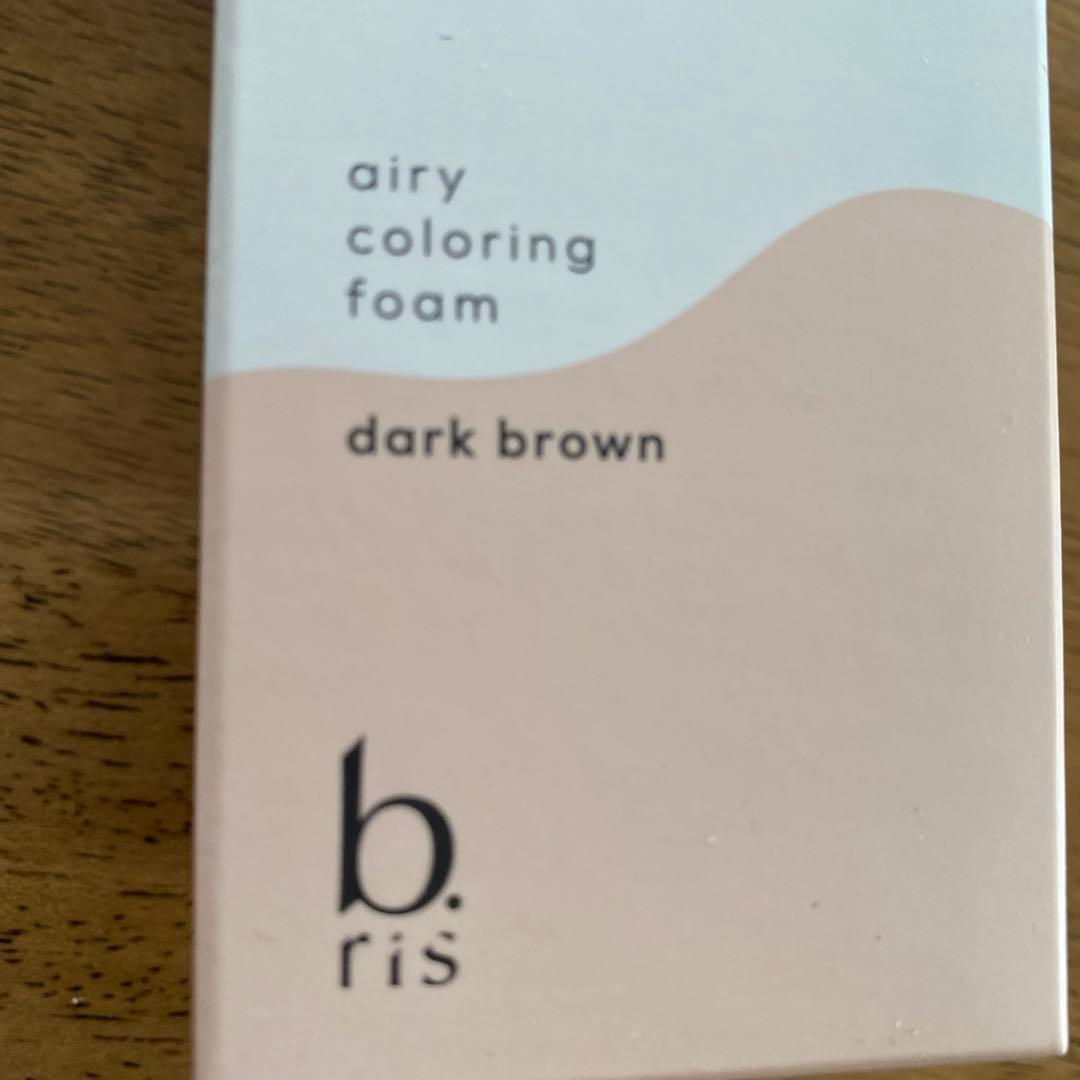 airy
coloring
foam
dark brown
b.
ris